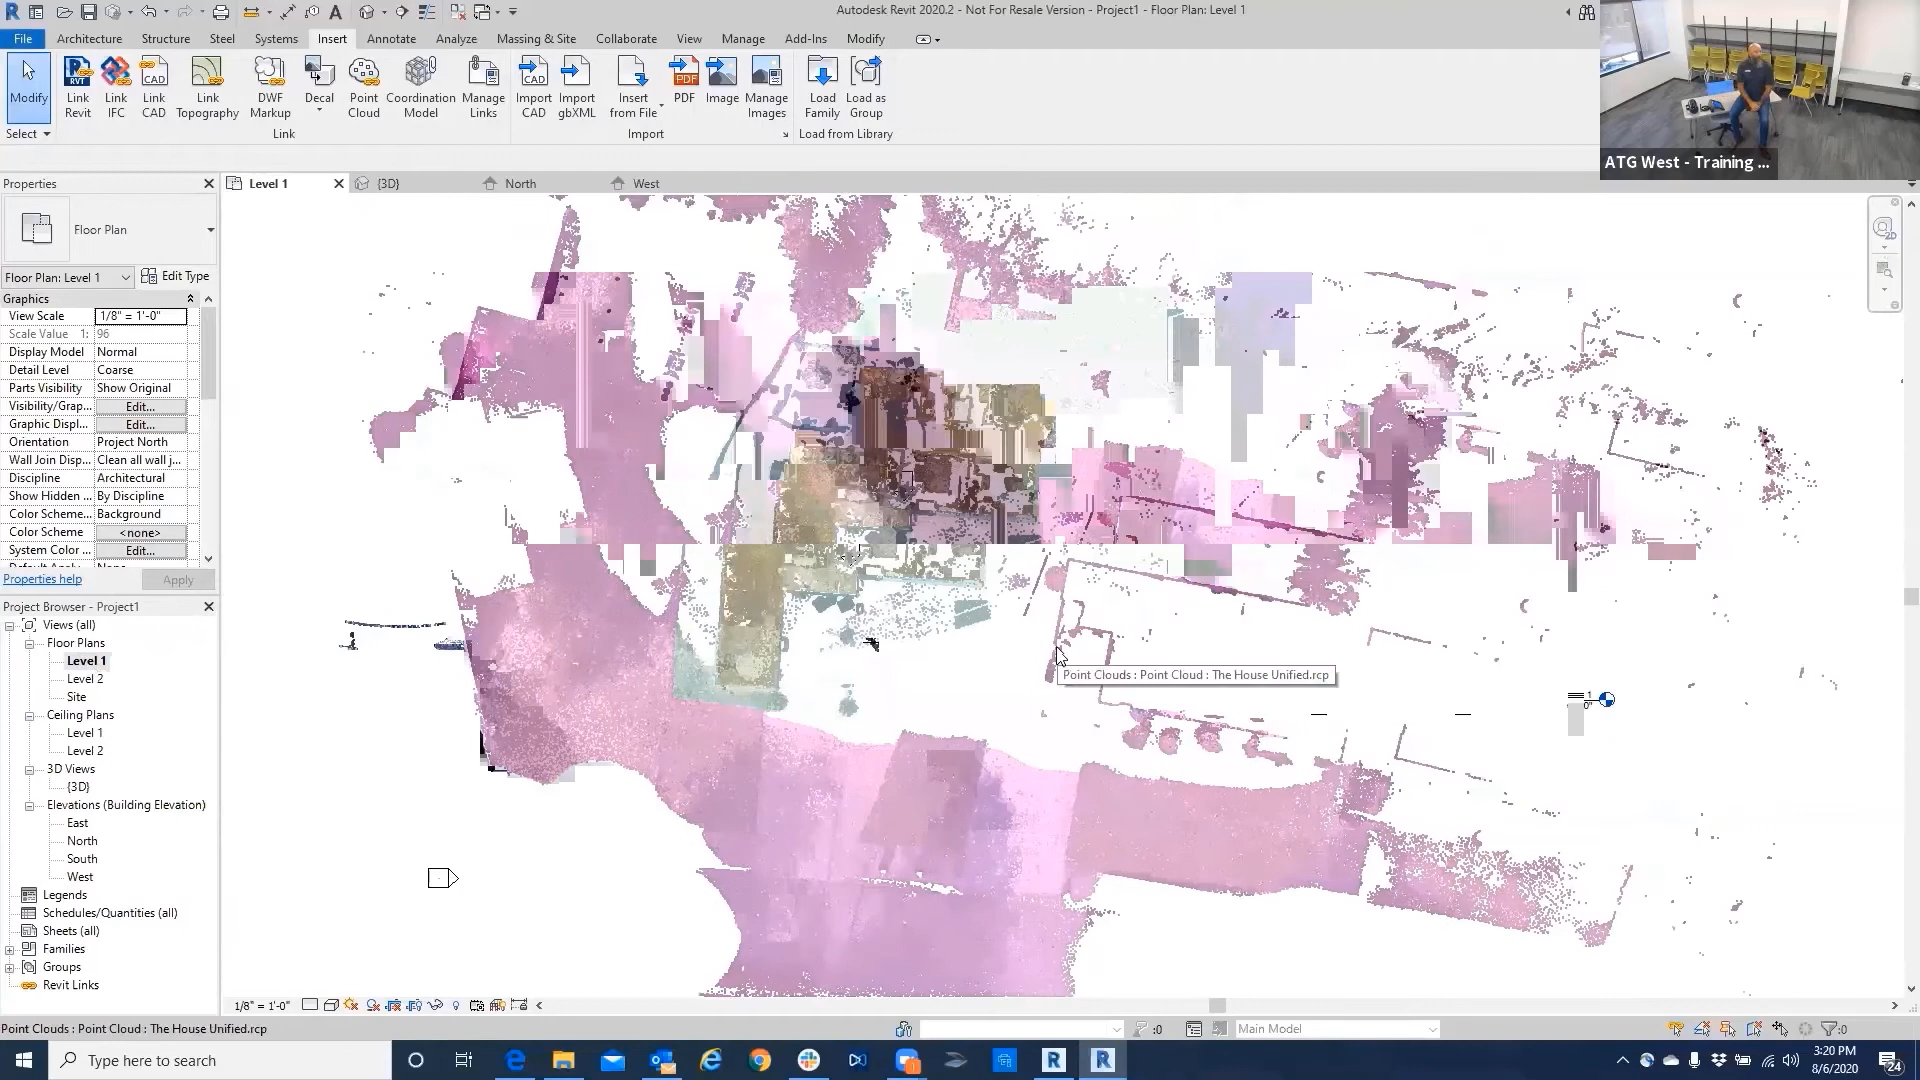 Autodesk Revit 2020.2 - Not For Resale Version - Project1 - Floor Plan: Level 1
File Architecture Structure Steel Systems Insert Annotate Analyze Massing & Site Collaborate View Manage Add-Ins Modify
Modify
Link Revit
Link IFC
Link CAD
Link Topography
DWF Markup
Decal
Point Cloud
Coordination Model
Manage Links
Import CAD
Import gbXML
Insert from File
PDF
Image
Manage Images
Load Family
Load as Group
Select
Link
Import
Load from Library
ATG West - Training ...
Properties
Level 1
{3D}
North
West
Floor Plan
Floor Plan: Level 1
Edit Type
Graphics
View Scale 1/8" = 1'-0"
Scale Value 1: 96
Display Model Normal
Detail Level Coarse
Parts Visibility Show Original
Visibility/Grap... Edit...
Graphic Displ... Edit...
Orientation Project North
Wall Join Disp... Clean all wall j...
Discipline Architectural
Show Hidden ... By Discipline
Color Scheme... Background
Color Scheme <none>
System Color ... Edit...
Properties help
Apply
Project Browser - Project1
Views (all)
Floor Plans
Level 1
Level 2
Site
Ceiling Plans
Level 1
Level 2
3D Views
{3D}
Elevations (Building Elevation)
East
North
South
West
Legends
Schedules/Quantities (all)
Sheets (all)
Families
Groups
Revit Links
Point Clouds : Point Cloud : The House Unified.rcp
1/8" = 1'-0"
Point Clouds : Point Cloud : The House Unified.rcp
:0
Main Model
:0
Type here to search
3:20 PM
8/6/2020
24